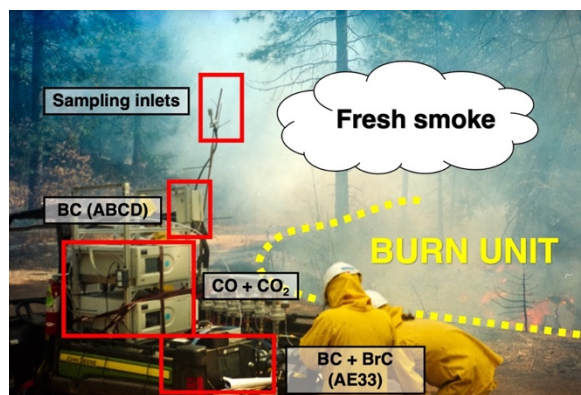 Sampling inlets
Fresh smoke
BC (ABCD)
BURN UNIT
CO + CO₂
BC + BrC
(AE33)